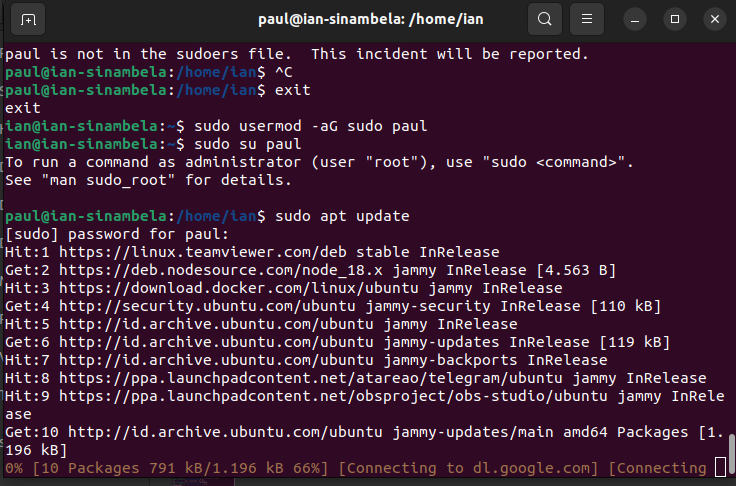 paul@ian-sinambela: /home/ian
paul is not in the sudoers file.  This incident will be reported.
paul@ian-sinambela:/home/ian$ ^C
paul@ian-sinambela:/home/ian$ exit
exit
ian@ian-sinambela:~$ sudo usermod -aG sudo paul
ian@ian-sinambela:~$ sudo su paul
To run a command as administrator (user "root"), use "sudo <command>".
See "man sudo_root" for details.
paul@ian-sinambela:/home/ian$ sudo apt update
[sudo] password for paul:
Hit:1 https://linux.teamviewer.com/deb stable InRelease
Get:2 https://deb.nodesource.com/node_18.x jammy InRelease [4.563 B]
Hit:3 https://download.docker.com/linux/ubuntu jammy InRelease
Get:4 http://security.ubuntu.com/ubuntu jammy-security InRelease [110 kB]
Hit:5 http://id.archive.ubuntu.com/ubuntu jammy InRelease
Get:6 http://id.archive.ubuntu.com/ubuntu jammy-updates InRelease [119 kB]
Hit:7 http://id.archive.ubuntu.com/ubuntu jammy-backports InRelease
Hit:8 https://ppa.launchpadcontent.net/atareao/telegram/ubuntu jammy InRelease
Hit:9 https://ppa.launchpadcontent.net/obsproject/obs-studio/ubuntu jammy InRele
ase
Get:10 http://id.archive.ubuntu.com/ubuntu jammy-updates/main amd64 Packages [1.
196 kB]
0% [10 Packages 791 kB/1.196 kB 66%] [Connecting to dl.google.com] [Connecting